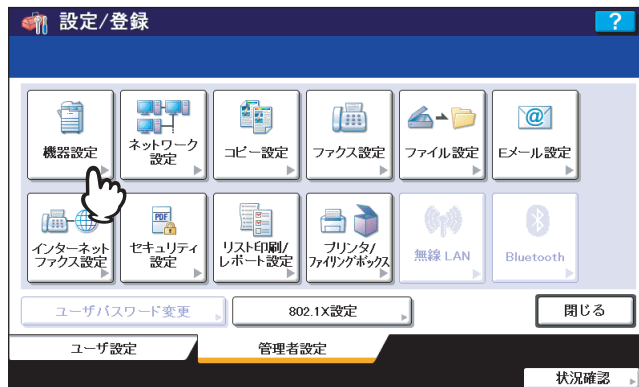 設定/登録
?
機器設定
ネットワーク
設定
コピー設定
ファクス設定
ファイル設定
Eメール設定
@
インターネット
ファクス設定
PDF
セキュリティ
設定
リスト印刷/
レポート設定
プリンタ/
ファイリングボックス
無線 LAN
Bluetooth
ユーザパスワード変更
802.1X設定
閉じる
ユーザ設定
管理者設定
状況確認